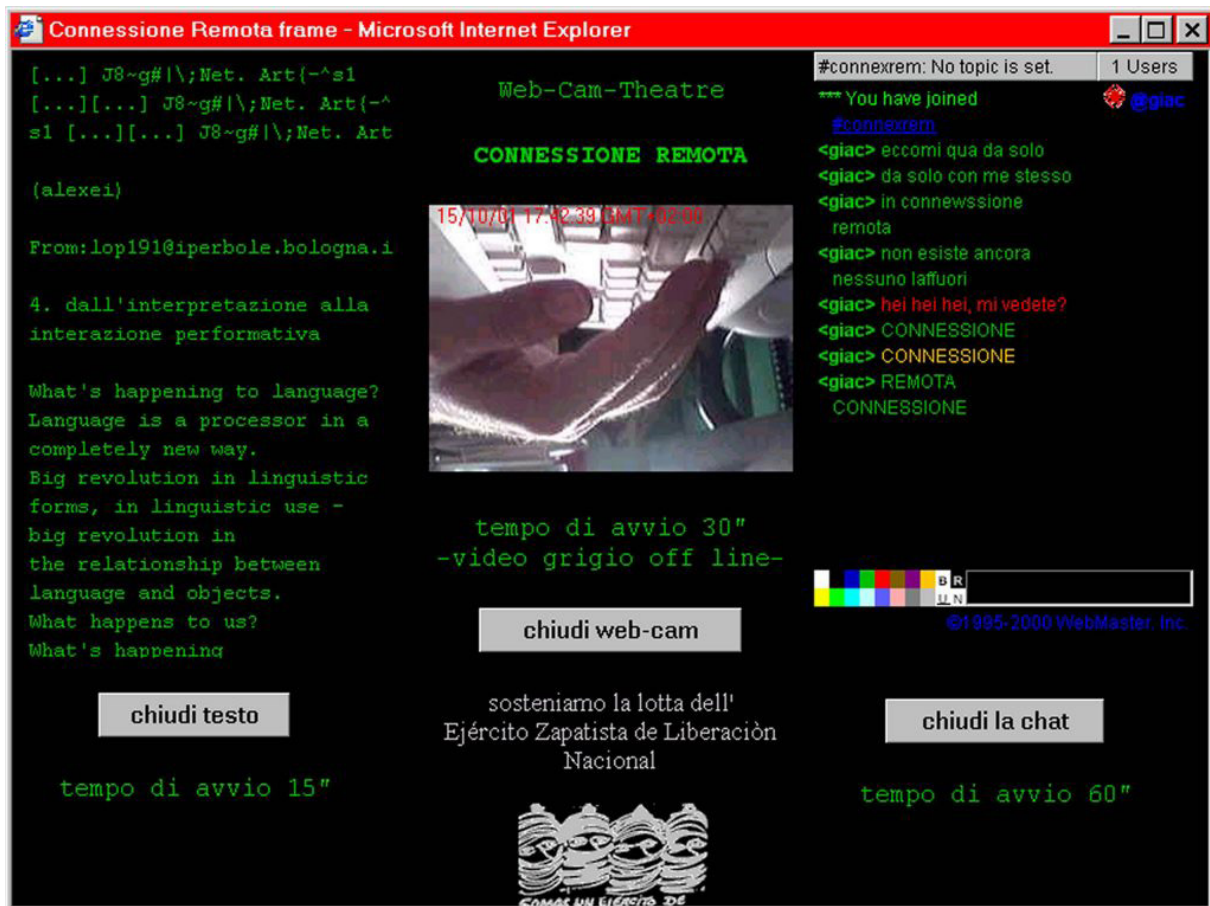 Connessione Remota frame - Microsoft Internet Explorer
[...] J8~g#|\;Net. Art{-^s1
[...][...] J8~g#|\;Net. Art{-^
s1 [...][...] J8~g#|\;Net. Art
(alexei)
From:lop191@iperbole.bologna.i
4. dall'interpretazione alla
interazione performativa
What's happening to language?
Language is a processor in a
completely new way.
Big revolution in linguistic
forms, in linguistic use -
big revolution in
the relationship between
language and objects.
What happens to us?
What's happening
chiudi testo
tempo di avvio 15"
Web-Cam-Theatre
CONNESSIONE REMOTA
15/10/01 17:42.39 GMT+02:00
tempo di avvio 30"
-video grigio off line-
chiudi web-cam
sosteniamo la lotta dell'
Ejército Zapatista de Liberaciòn
Nacional
SOMOS UN EJÉRCITO DE
#connexrem: No topic is set.
1 Users
*** You have joined
#connexrem
@giac
<giac> eccomi qua da solo
<giac> da solo con me stesso
<giac> in connewssione
remota
<giac> non esiste ancora
nessuno laffuori
<giac> hei hei hei, mi vedete?
<giac> CONNESSIONE
<giac> CONNESSIONE
<giac> REMOTA
CONNESSIONE
B R
U N
©1995-2000 WebMaster, Inc.
chiudi la chat
tempo di avvio 60"